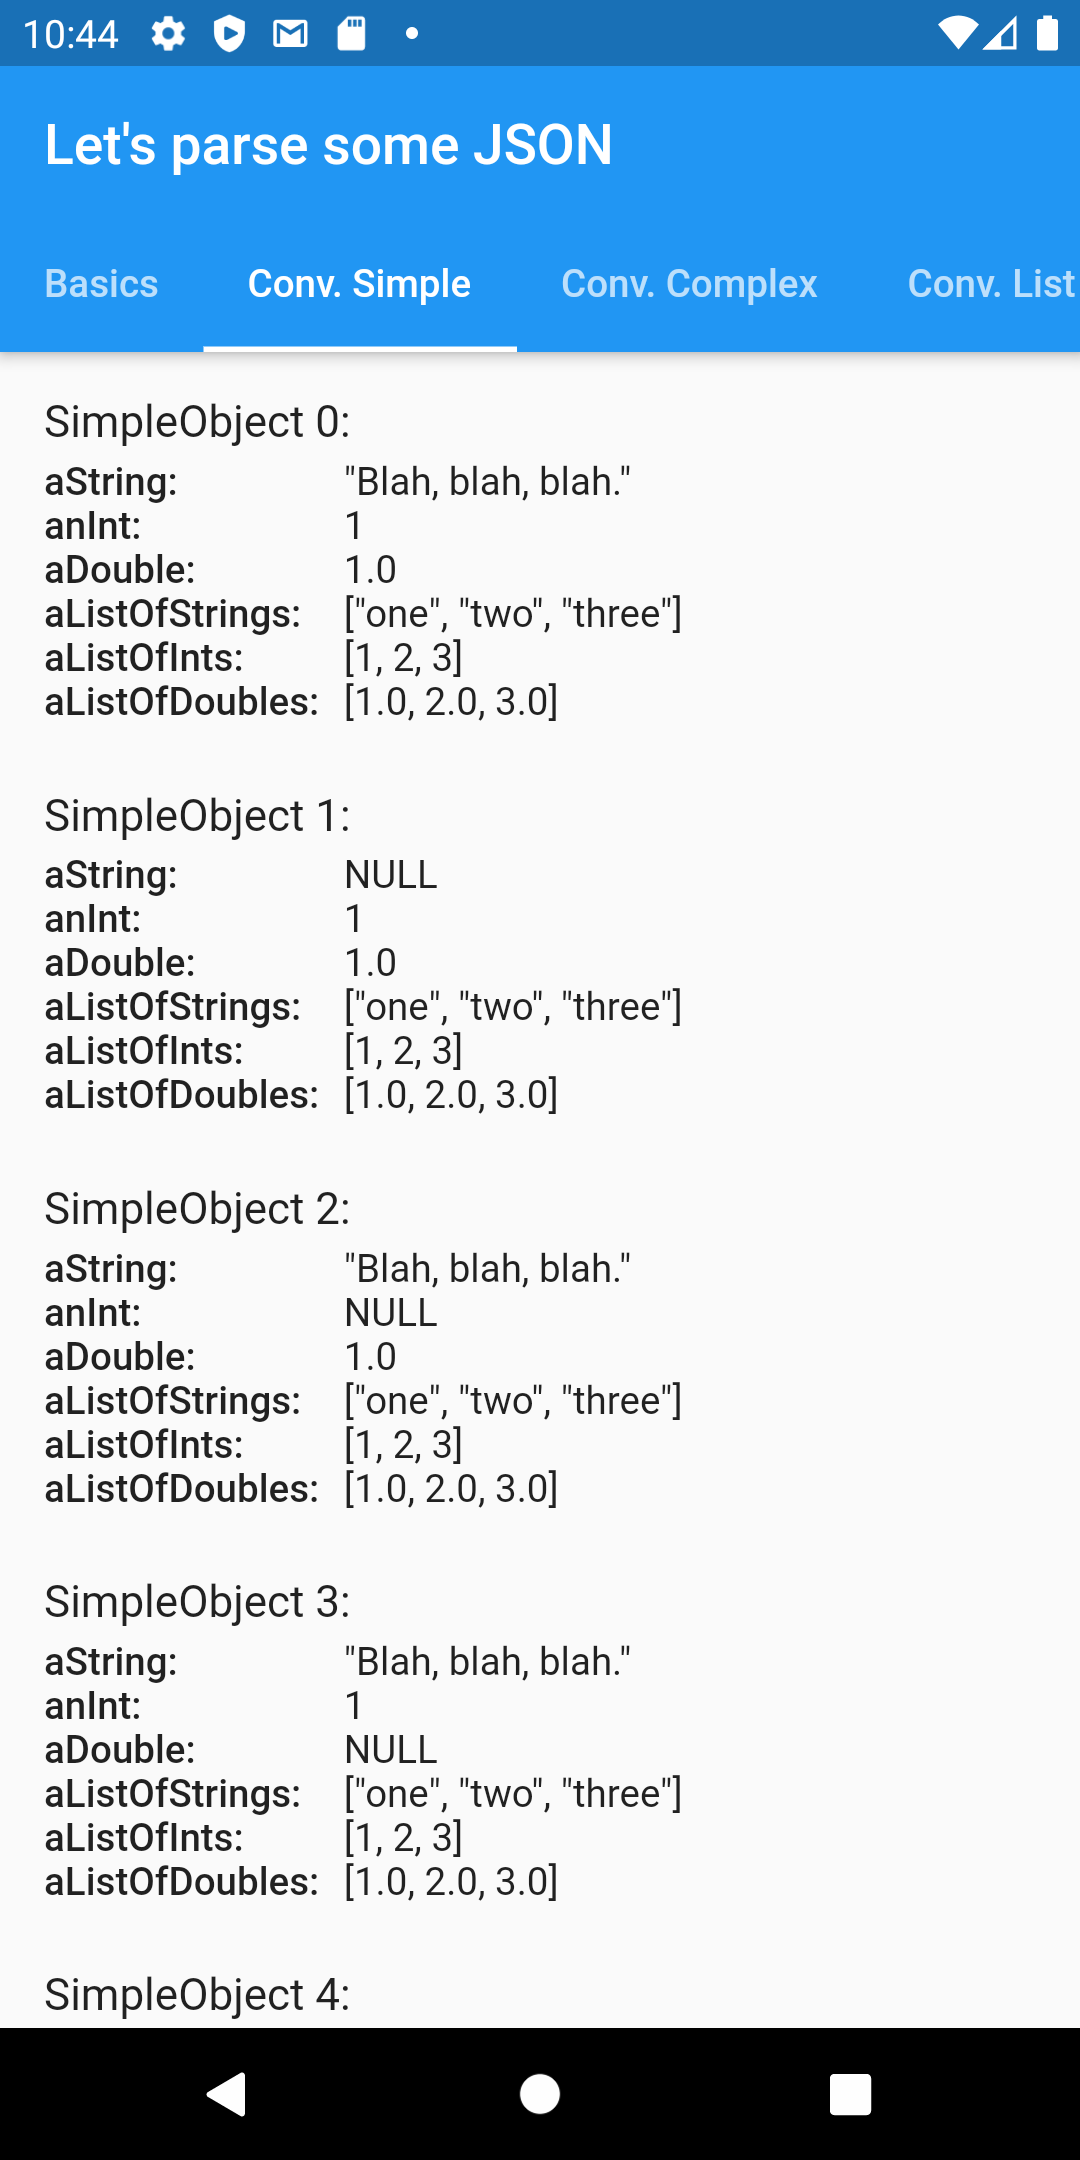 10:44
Let's parse some JSON
Basics Conv. Simple Conv. Complex Conv. List
SimpleObject 0:
aString: "Blah, blah, blah."
anInt: 1
aDouble: 1.0
aListOfStrings: ["one", "two", "three"]
aListOfInts: [1, 2, 3]
aListOfDoubles: [1.0, 2.0, 3.0]
SimpleObject 1:
aString: NULL
anInt: 1
aDouble: 1.0
aListOfStrings: ["one", "two", "three"]
aListOfInts: [1, 2, 3]
aListOfDoubles: [1.0, 2.0, 3.0]
SimpleObject 2:
aString: "Blah, blah, blah."
anInt: NULL
aDouble: 1.0
aListOfStrings: ["one", "two", "three"]
aListOfInts: [1, 2, 3]
aListOfDoubles: [1.0, 2.0, 3.0]
SimpleObject 3:
aString: "Blah, blah, blah."
anInt: 1
aDouble: NULL
aListOfStrings: ["one", "two", "three"]
aListOfInts: [1, 2, 3]
aListOfDoubles: [1.0, 2.0, 3.0]
SimpleObject 4: